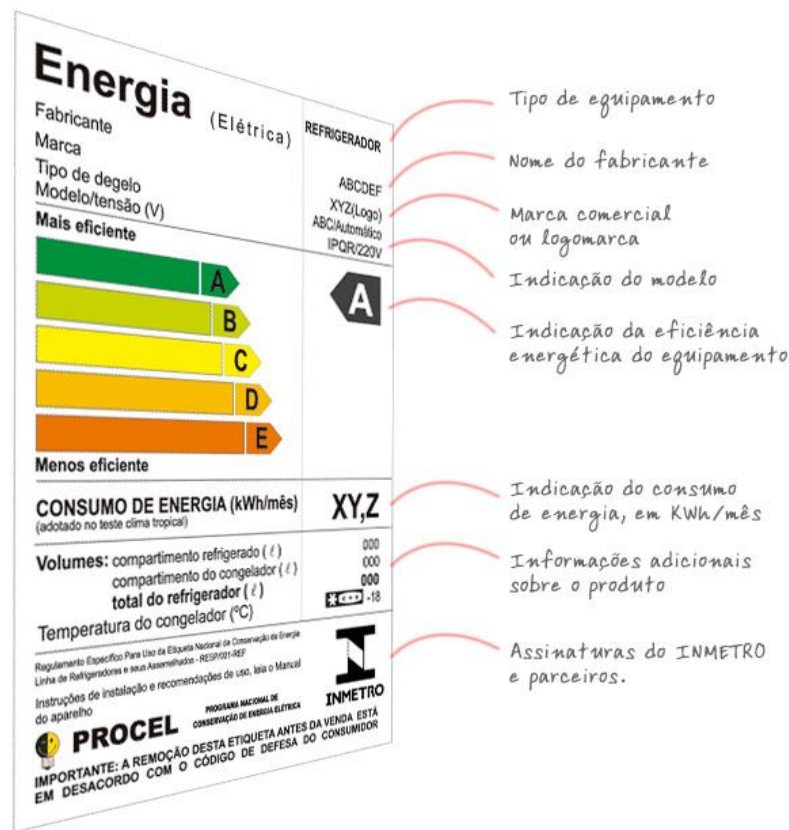 Energia (Elétrica)
REFRIGERADOR
Fabricante
ABCDEF
Marca
XYZ(Logo)
Tipo de degelo
ABC/Automático
Modelo/tensão (V)
IPQR/220V
Mais eficiente
A
B
C
D
E
A
Menos eficiente
CONSUMO DE ENERGIA (kWh/mês)
(adotado no teste clima tropical)
XY,Z
Volumes: compartimento refrigerado (ℓ)
000
compartimento do congelador (ℓ)
000
total do refrigerador (ℓ)
000
Temperatura do congelador (ºC)
-18
Regulamento Específico Para Uso da Etiqueta Nacional de Conservação da Energia
Linha de Refrigeradores e seus Assemelhados - RESP/001-REF
Instruções de instalação e recomendações de uso, leia o Manual
do aparelho
PROCEL
PROGRAMA NACIONAL DE
CONSERVAÇÃO DE ENERGIA ELÉTRICA
INMETRO
IMPORTANTE: A REMOÇÃO DESTA ETIQUETA ANTES DA VENDA ESTÁ
EM DESACORDO COM O CÓDIGO DE DEFESA DO CONSUMIDOR
Tipo de equipamento
Nome do fabricante
Marca comercial
ou logomarca
Indicação do modelo
Indicação da eficiência
energética do equipamento
Indicação do consumo
de energia, em KWh/mês
Informações adicionais
sobre o produto
Assinaturas do INMETRO
e parceiros.